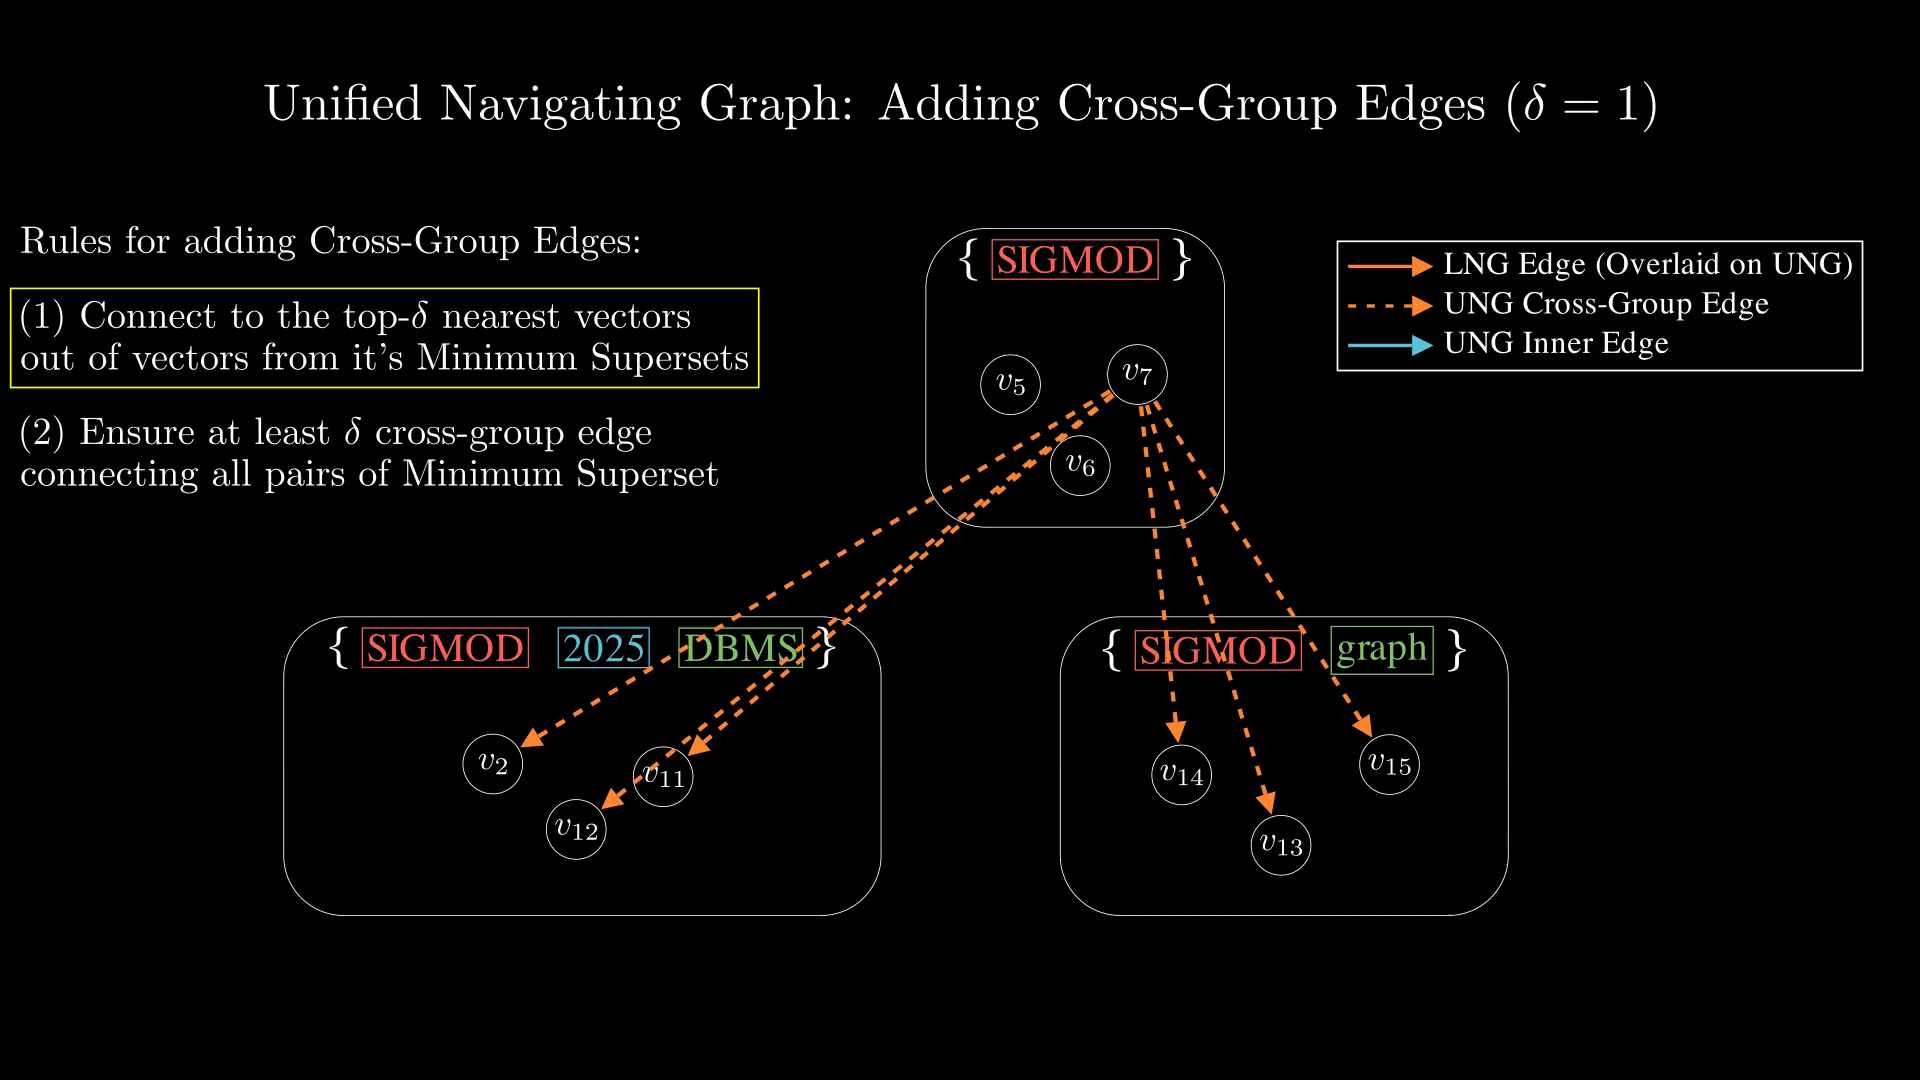 Unified Navigating Graph: Adding Cross-Group Edges (δ = 1)
Rules for adding Cross-Group Edges:
(1) Connect to the top-δ nearest vectors
out of vectors from it's Minimum Supersets
(2) Ensure at least δ cross-group edge
connecting all pairs of Minimum Superset
{ SIGMOD }
v₅
v₇
v₆
LNG Edge (Overlaid on UNG)
UNG Cross-Group Edge
UNG Inner Edge
{ SIGMOD 2025 DBMS }
v₂
v₁₁
v₁₂
{ SIGMOD graph }
v₁₄
v₁₅
v₁₃